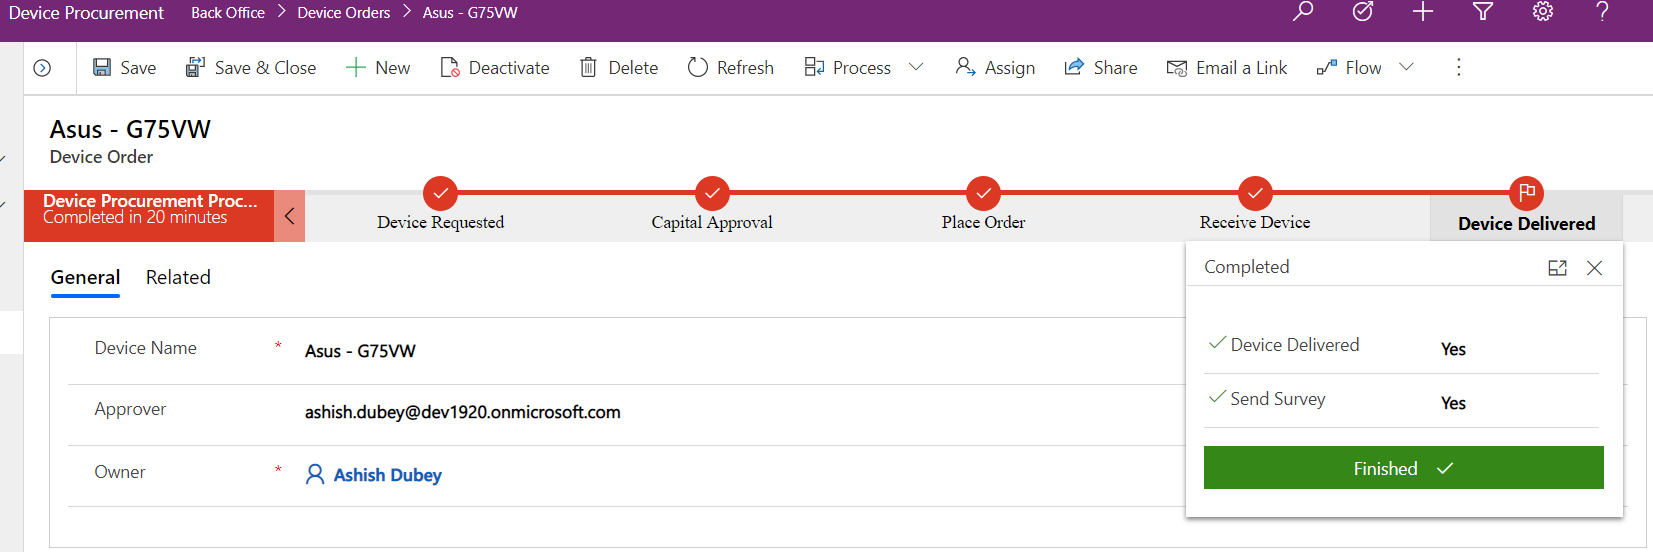 Device Procurement Back Office > Device Orders > Asus - G75VW
Save Save & Close New Deactivate Delete Refresh Process Assign Share Email a Link Flow
Asus - G75VW
Device Order
Device Procurement Proc...
Completed in 20 minutes
Device Requested Capital Approval Place Order Receive Device Device Delivered
Completed
General Related
Device Name * Asus - G75VW
Device Delivered Yes
Approver ashish.dubey@dev1920.onmicrosoft.com
Send Survey Yes
Owner * Ashish Dubey
Finished